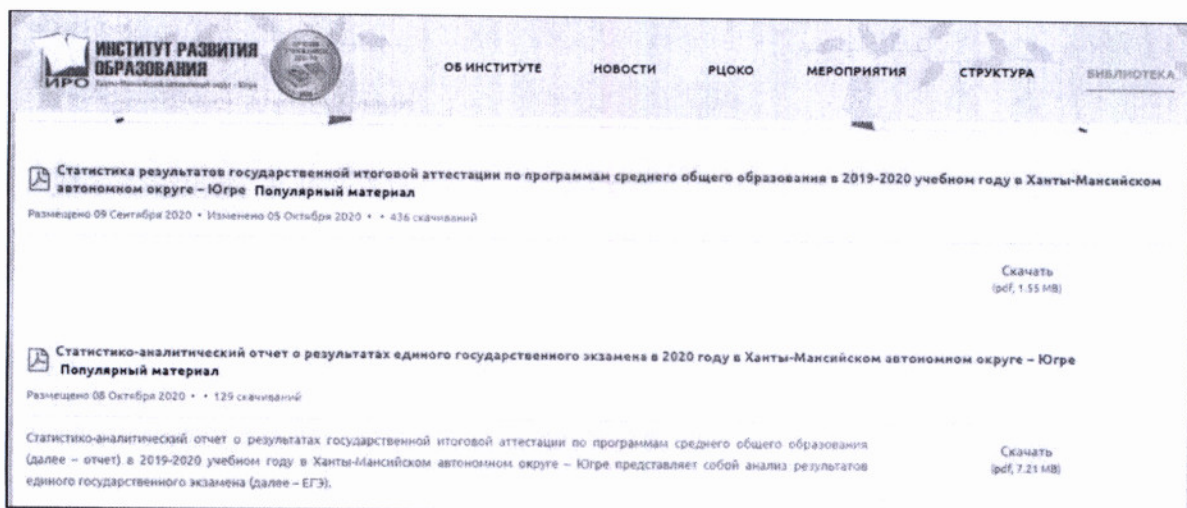 ИНСТИТУТ РАЗВИТИЯ
ОБРАЗОВАНИЯ
ИРО
Ханты-Мансийский автономный округ - Югра
ОБ ИНСТИТУТЕ
НОВОСТИ
РЦОКО
МЕРОПРИЯТИЯ
СТРУКТУРА
БИБЛИОТЕКА
Статистика результатов государственной итоговой аттестации по программам среднего общего образования в 2019-2020 учебном году в Ханты-Мансийском
автономном округе – Югре Популярный материал
Размещено 09 Сентября 2020 • Изменено 05 Октября 2020 • • 436 скачиваний
Скачать
(pdf, 1.55 MB)
Статистико-аналитический отчет о результатах единого государственного экзамена в 2020 году в Ханты-Мансийском автономном округе – Югре
Популярный материал
Размещено 08 Октября 2020 • • 129 скачиваний
Статистико-аналитический отчет о результатах государственной итоговой аттестации по программам среднего общего образования
(далее – отчет) в 2019-2020 учебном году в Ханты-Мансийском автономном округе – Югре представляет собой анализ результатов
единого государственного экзамена (далее – ЕГЭ).
Скачать
(pdf, 7.21 MB)